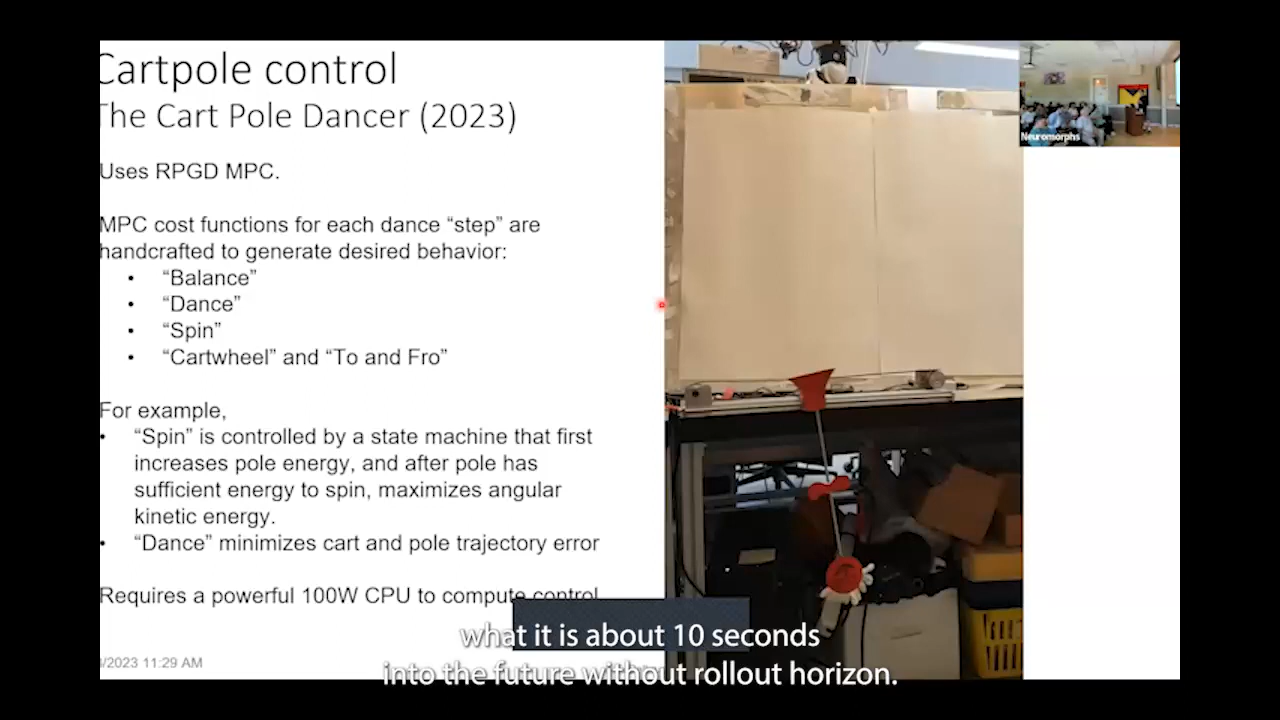 Cartpole control
The Cart Pole Dancer (2023)
Uses RPGD MPC.
MPC cost functions for each dance “step” are
handcrafted to generate desired behavior:
• “Balance”
• “Dance”
• “Spin”
• “Cartwheel” and “To and Fro”
For example,
• “Spin” is controlled by a state machine that first
increases pole energy, and after pole has
sufficient energy to spin, maximizes angular
kinetic energy.
• “Dance” minimizes cart and pole trajectory error
Requires a powerful 100W CPU to compute control
/2023 11:29 AM
Neuromorphs
what it is about 10 seconds
into the future without rollout horizon.